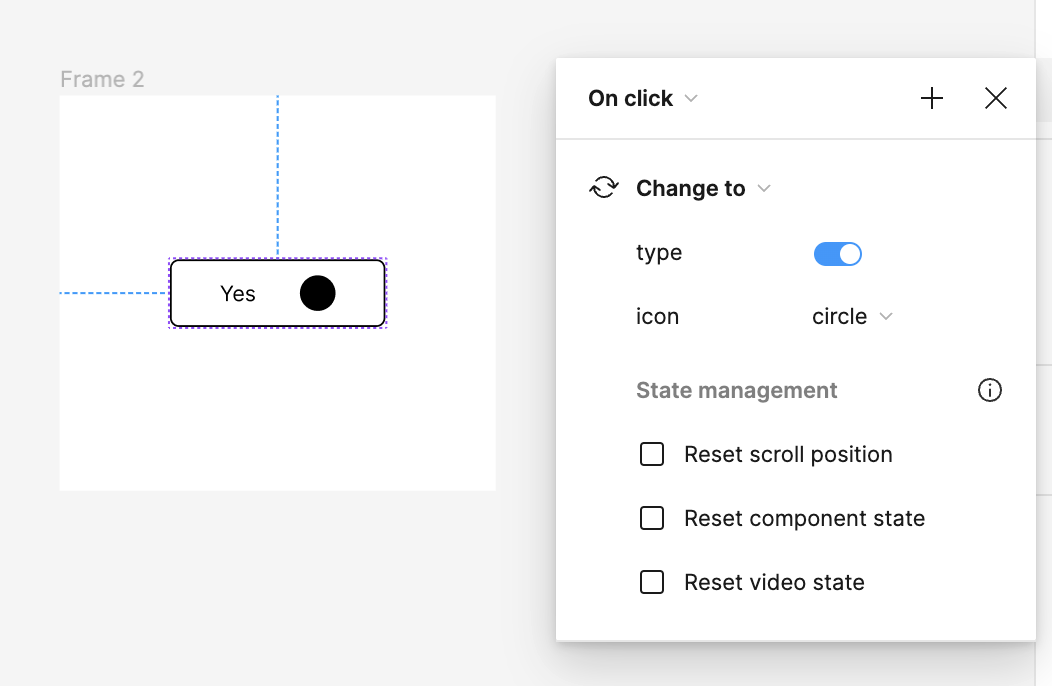 Frame 2
Yes
On click
Change to
type
icon circle
State management
Reset scroll position
Reset component state
Reset video state